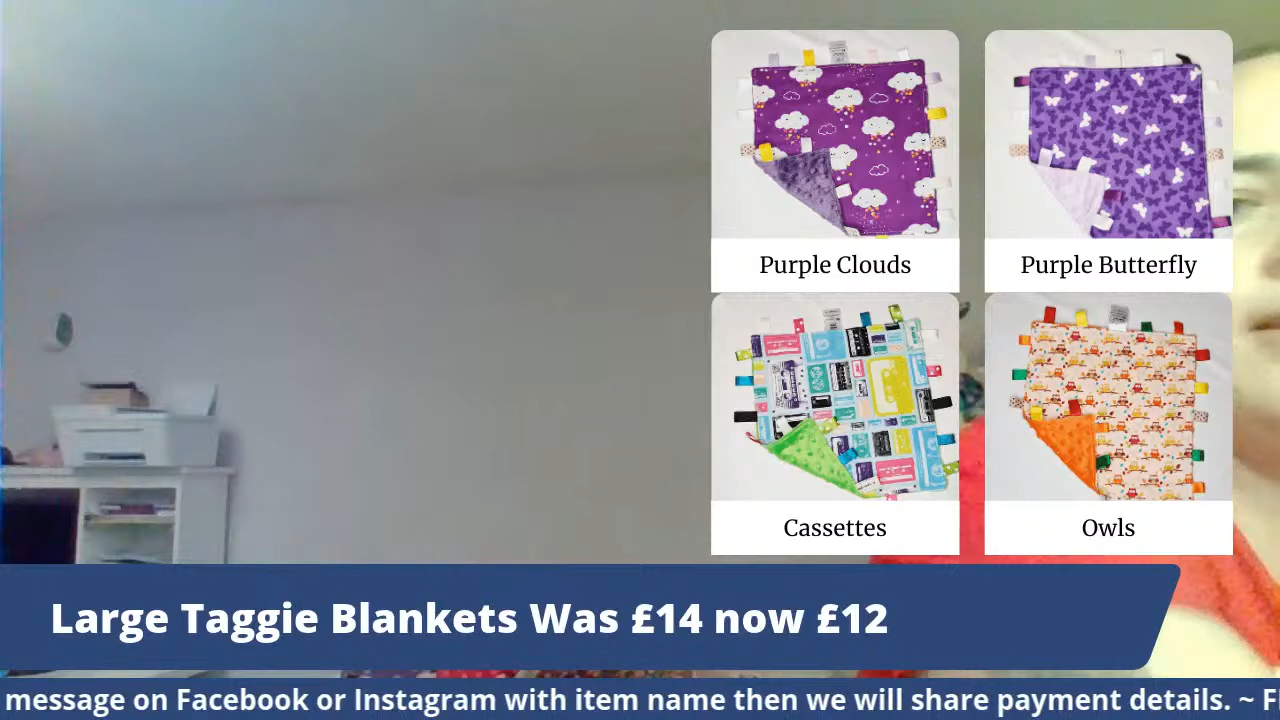 Purple Clouds
Purple Butterfly
Cassettes
Owls
Large Taggie Blankets Was £14 now £12
message on Facebook or Instagram with item name then we will share payment details. ~